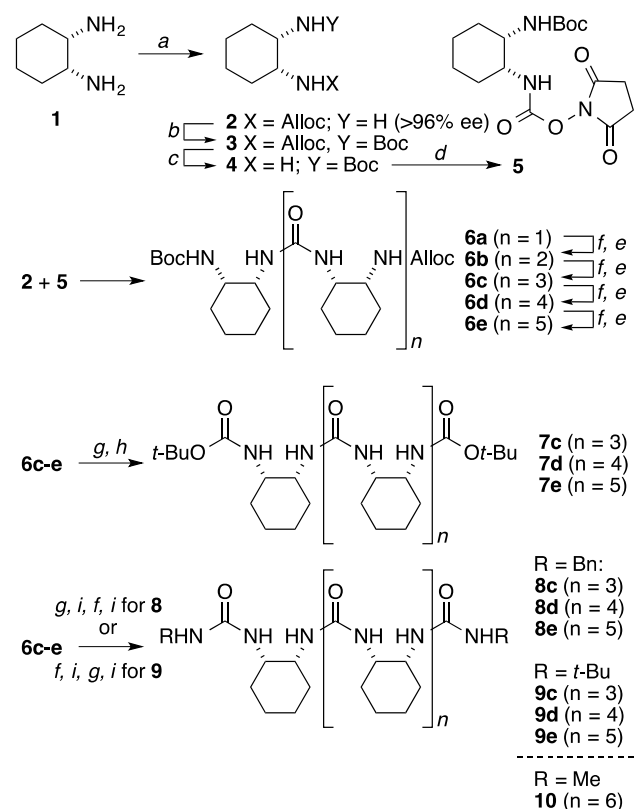 NH2
NH2
1
a
NHY
NHX
2 X = Alloc; Y = H (>96% ee)
b
3 X = Alloc, Y = Boc
c
4 X = H; Y = Boc
d
NHBoc
NH
O
O
N
O
O
5
2 + 5
BocHN
HN
O
NH
HN
Alloc
n
6a (n = 1)
f, e
6b (n = 2)
f, e
6c (n = 3)
f, e
6d (n = 4)
f, e
6e (n = 5)
6c-e
g, h
O
t-BuO
N
H
HN
O
NH
HN
O
Ot-Bu
n
7c (n = 3)
7d (n = 4)
7e (n = 5)
6c-e
g, i, f, i for 8
or
f, i, g, i for 9
O
RHN
N
H
HN
O
NH
HN
O
NHR
n
R = Bn:
8c (n = 3)
8d (n = 4)
8e (n = 5)
R = t-Bu
9c (n = 3)
9d (n = 4)
9e (n = 5)
R = Me
10 (n = 6)